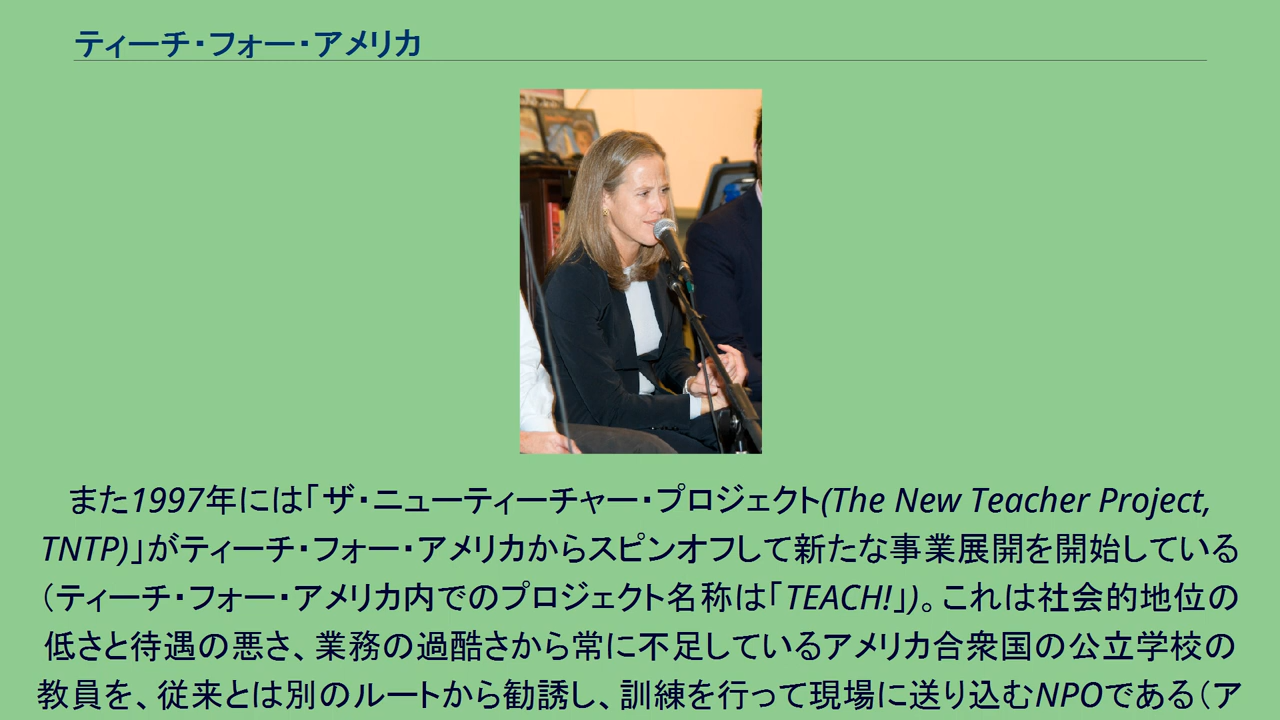 ティーチ・フォー・アメリカ
また1997年には「ザ・ニューティーチャー・プロジェクト(The New Teacher Project,
TNTP)」がティーチ・フォー・アメリカからスピンオフして新たな事業展開を開始している
（ティーチ・フォー・アメリカ内でのプロジェクト名称は「TEACH!」)。これは社会的地位の
低さと待遇の悪さ、業務の過酷さから常に不足しているアメリカ合衆国の公立学校の
教員を、従来とは別のルートから勧誘し、訓練を行って現場に送り込むNPOである（ア